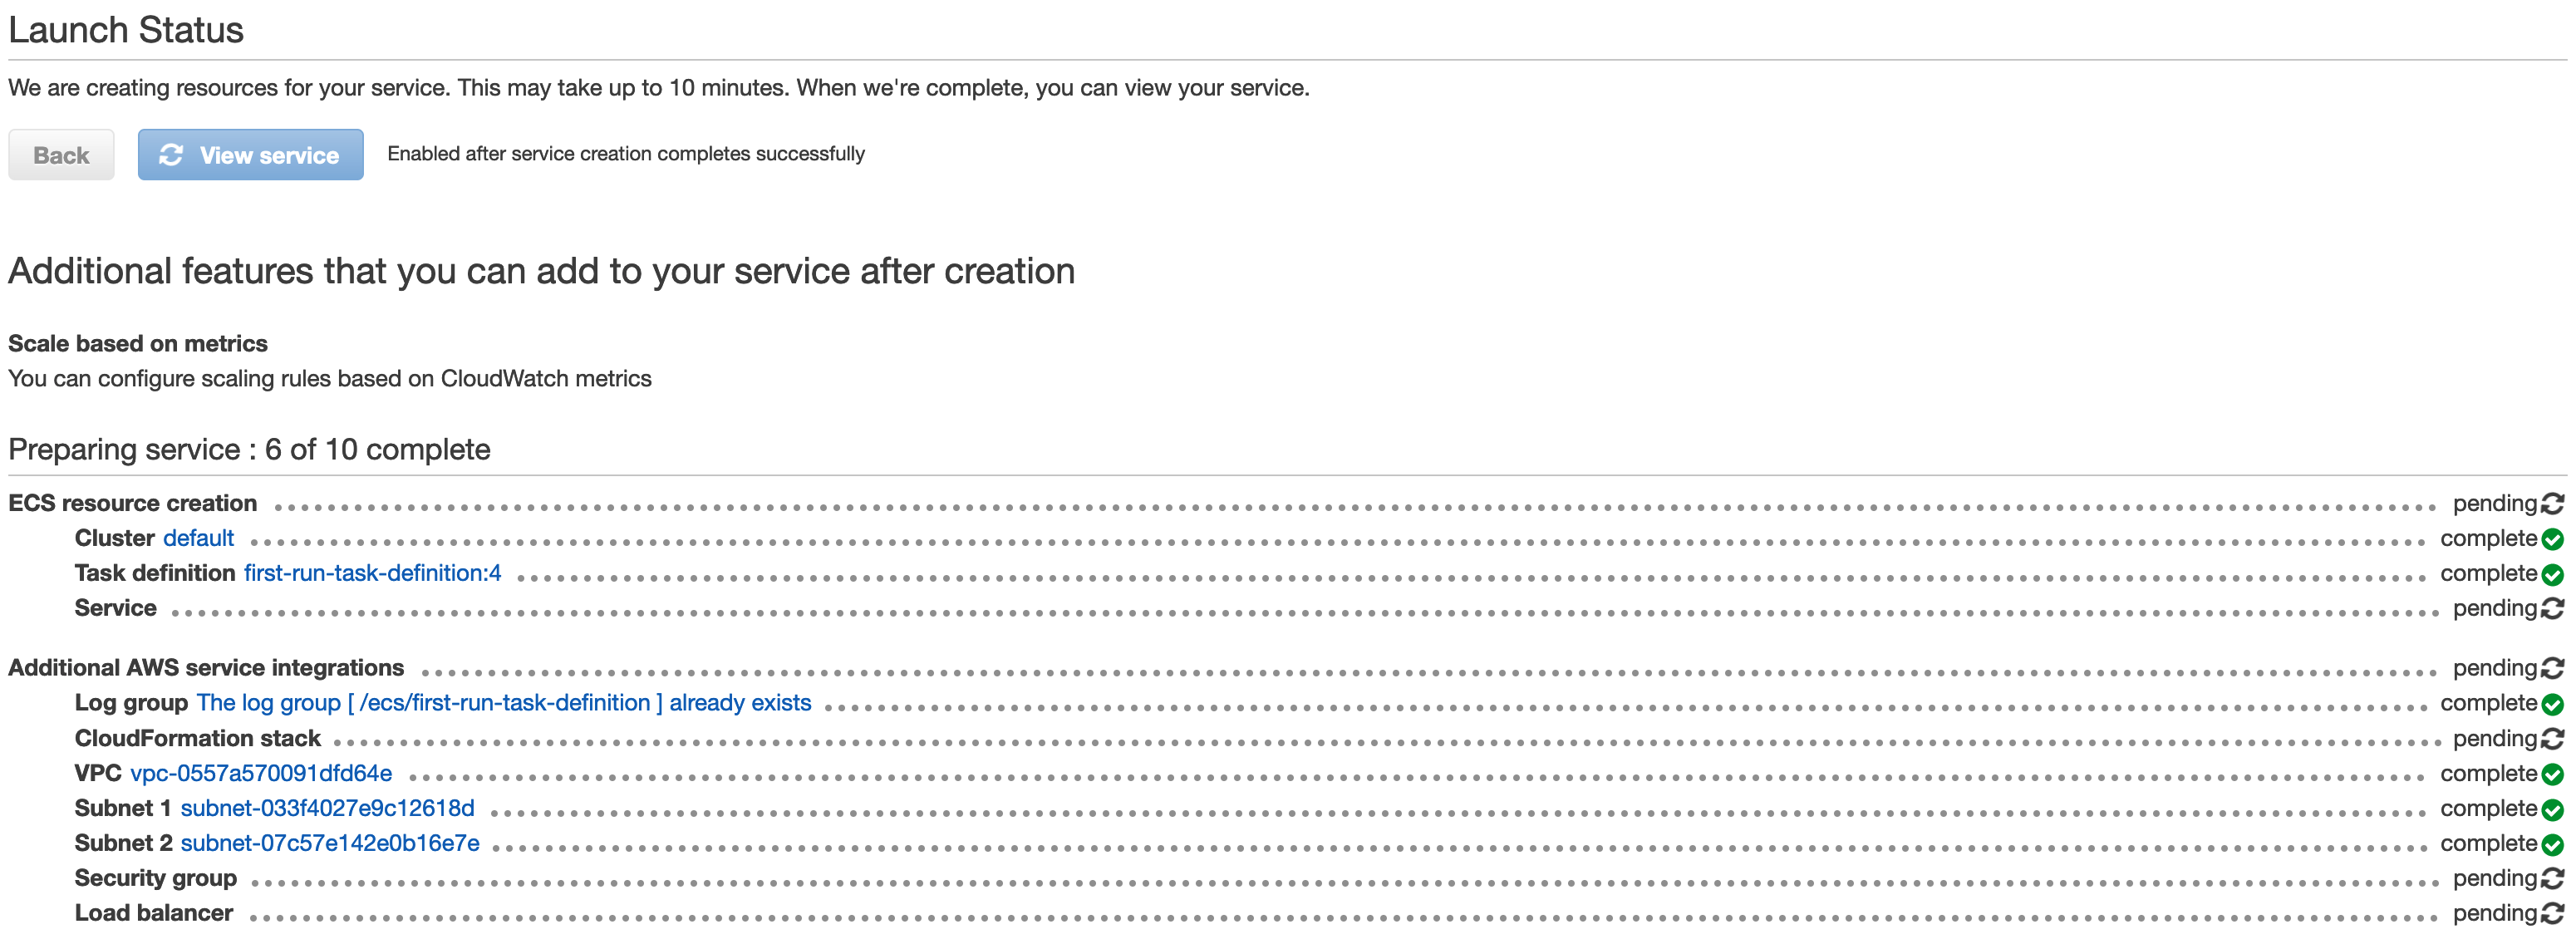 Launch Status
We are creating resources for your service. This may take up to 10 minutes. When we're complete, you can view your service.
Back View service Enabled after service creation completes successfully
Additional features that you can add to your service after creation
Scale based on metrics
You can configure scaling rules based on CloudWatch metrics
Preparing service : 6 of 10 complete
ECS resource creation pending
Cluster default complete
Task definition first-run-task-definition:4 complete
Service pending
Additional AWS service integrations pending
Log group The log group [ /ecs/first-run-task-definition ] already exists complete
CloudFormation stack pending
VPC vpc-0557a570091dfd64e complete
Subnet 1 subnet-033f4027e9c12618d complete
Subnet 2 subnet-07c57e142e0b16e7e complete
Security group pending
Load balancer pending